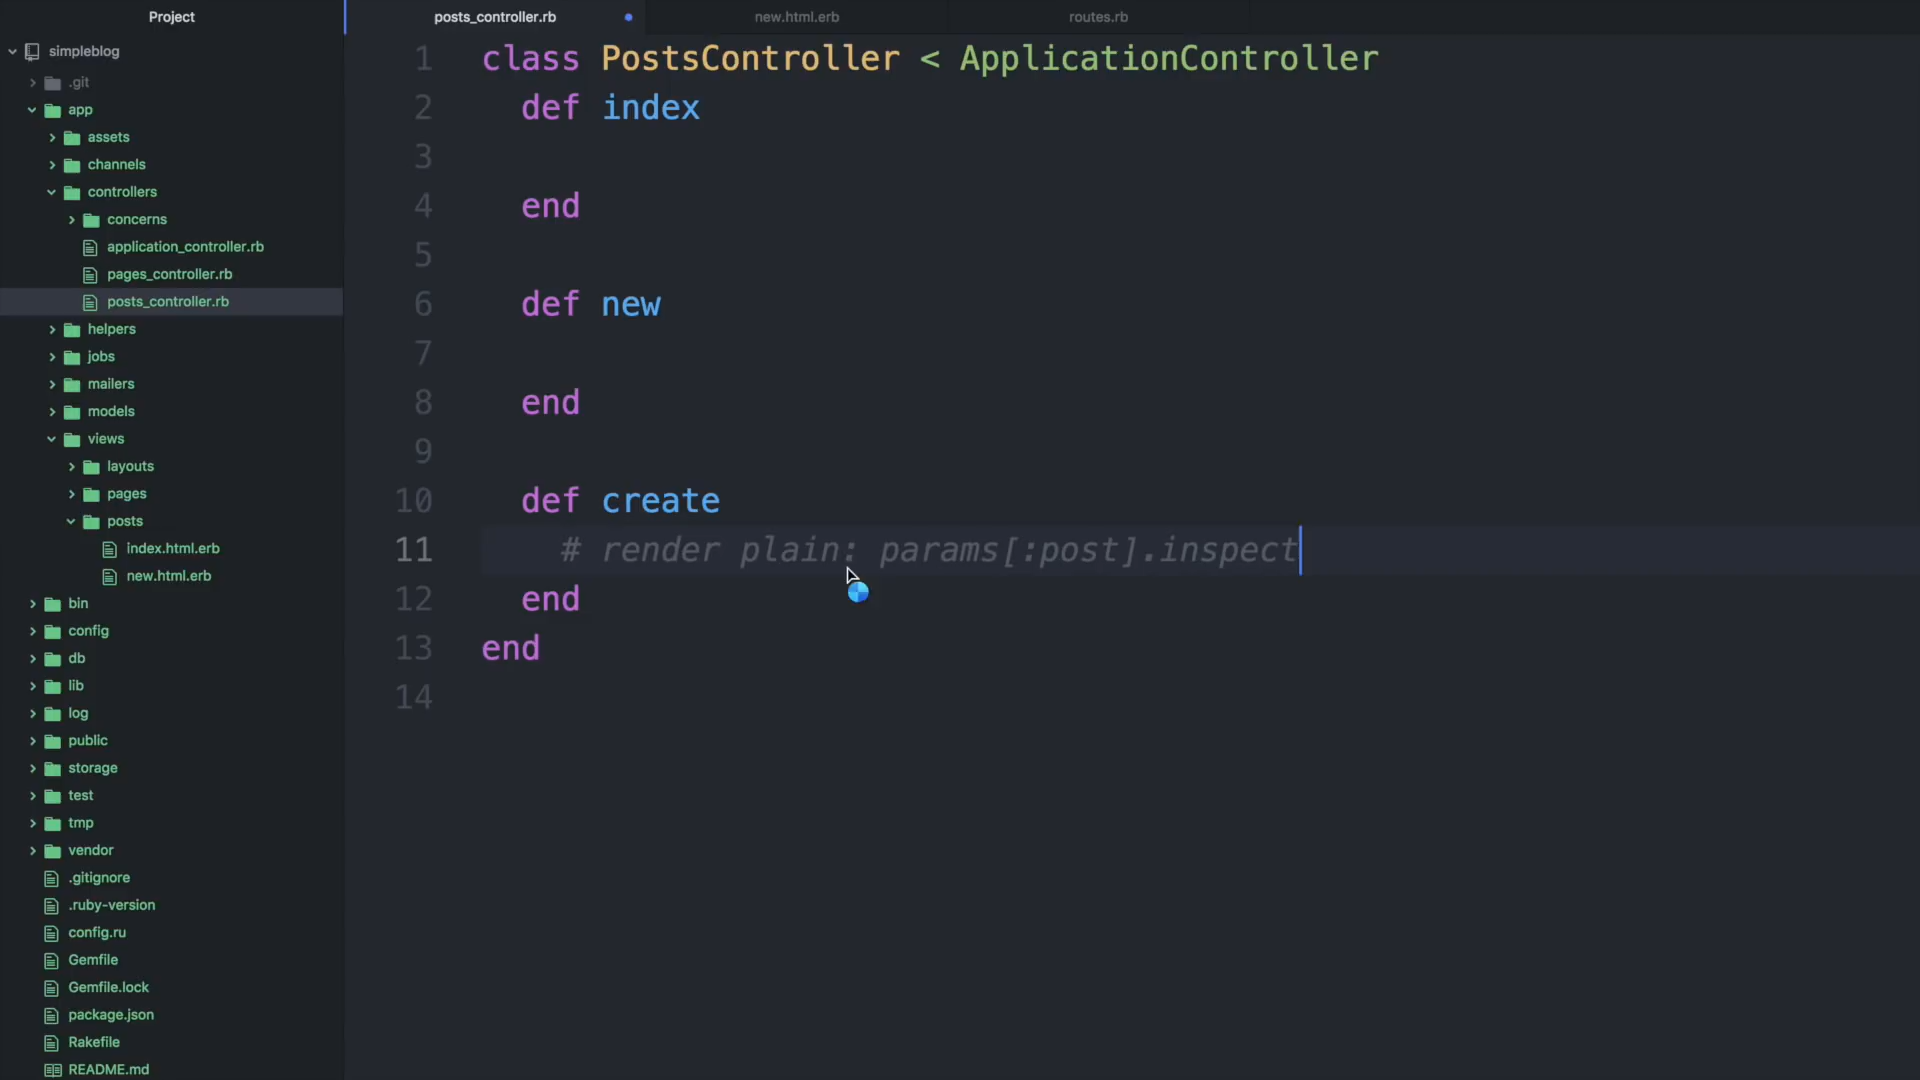 Project
simpleblog
.git
app
assets
channels
controllers
concerns
application_controller.rb
pages_controller.rb
posts_controller.rb
helpers
jobs
mailers
models
views
layouts
pages
posts
index.html.erb
new.html.erb
bin
config
db
lib
log
public
storage
test
tmp
vendor
.gitignore
.ruby-version
config.ru
Gemfile
Gemfile.lock
package.json
Rakefile
README.md
posts_controller.rb new.html.erb routes.rb
1 class PostsController < ApplicationController
2 def index
3
4 end
5
6 def new
7
8 end
9
10 def create
11 # render plain: params[:post].inspect
12 end
13 end
14